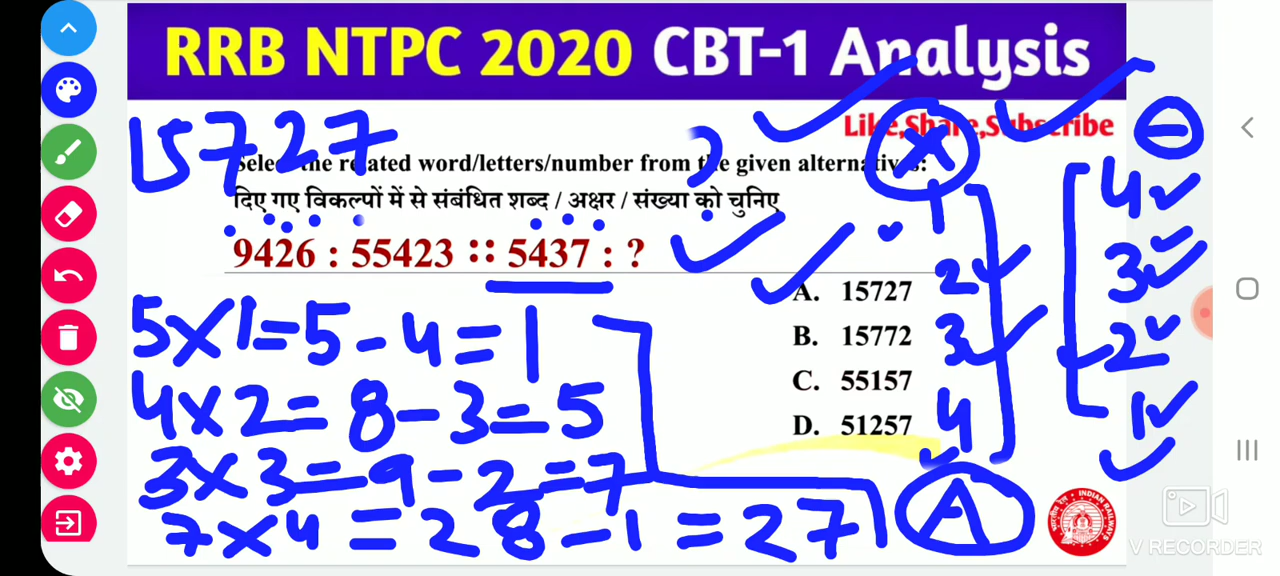 RRB NTPC 2020 CBT-1 Analysis
Like,Share,Subscribe
15727
?
×
−
Select the related word/letters/number from the given alternatives:
दिए गए विकल्पों में से संबंधित शब्द / अक्षर / संख्या को चुनिए
9426 : 55423 :: 5437 : ?
A. 15727
B. 15772
C. 55157
D. 51257
1
2
3
4
4
3
2
1
5×1=5-4=1
4×2=8-3=5
3×3=9-2=7
7×4=28-1=27
A
INDIAN RAILWAYS
V RECORDER